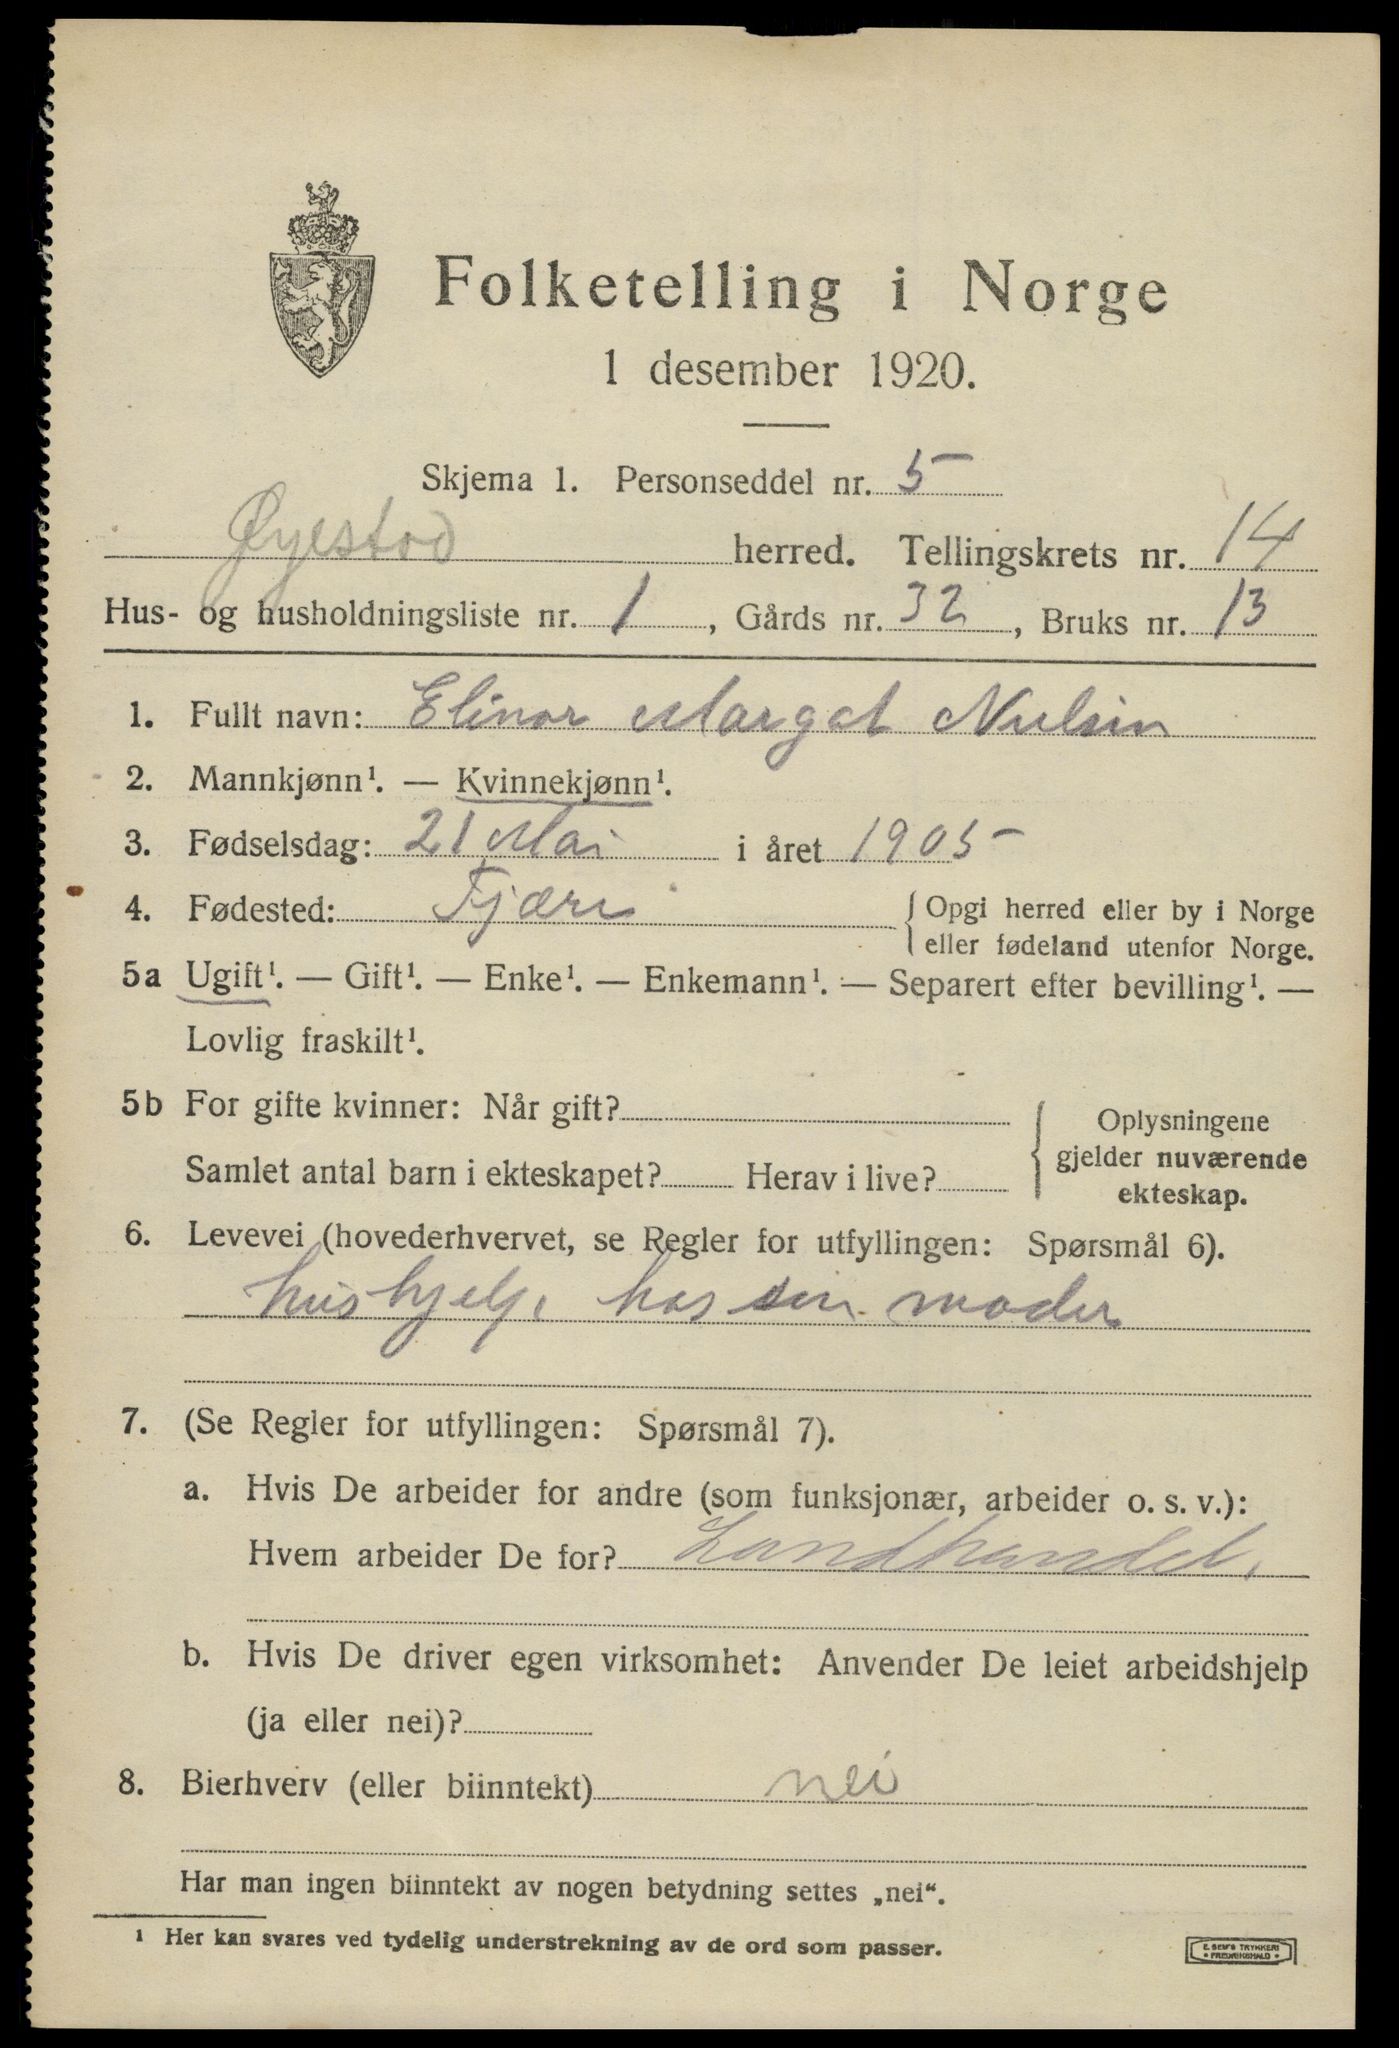 Folketelling i Norge
1 desember 1920.
Skjema 1. Personseddel nr. 5
Øyestad herred. Tellingskrets nr. 14
Hus- og husholdningsliste nr. 1, Gårds nr. 32, Bruks nr. 13
1. Fullt navn: Elinor Margot Nielsen
2. Mannkjønn¹. — Kvinnekjønn¹.
3. Fødselsdag: 21 Mai i året 1905
4. Fødested: Fjære {Opgi herred eller by i Norge
eller fødeland utenfor Norge.
5a Ugift¹. — Gift¹. — Enke¹. — Enkemann¹. — Separert efter bevilling¹. —
Lovlig fraskilt¹.
5b For gifte kvinner: Når gift?
Samlet antal barn i ekteskapet? Herav i live?
{Oplysningene
gjelder nuværende
ekteskap.
6. Levevei (hovederhvervet, se Regler for utfyllingen: Spørsmål 6).
hushjelp hos sin moder
7. (Se Regler for utfyllingen: Spørsmål 7).
a. Hvis De arbeider for andre (som funksjonær, arbeider o. s. v.):
Hvem arbeider De for? Landhandel.
b. Hvis De driver egen virksomhet: Anvender De leiet arbeidshjelp
(ja eller nei)?
8. Bierhverv (eller biinntekt) nei
Har man ingen biinntekt av nogen betydning settes „nei“.
¹ Her kan svares ved tydelig understrekning av de ord som passer.
E. SEM'S TRYKKERI
• FREDRIKSHALD •